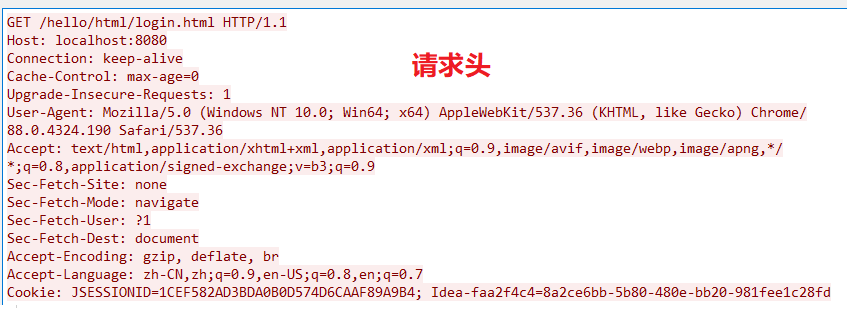 GET /hello/html/login.html HTTP/1.1
Host: localhost:8080
请求头
Connection: keep-alive
Cache-Control: max-age=0
Upgrade-Insecure-Requests: 1
User-Agent: Mozilla/5.0 (Windows NT 10.0; Win64; x64) AppleWebKit/537.36 (KHTML, like Gecko) Chrome/
88.0.4324.190 Safari/537.36
Accept: text/html,application/xhtml+xml,application/xml;q=0.9,image/avif,image/webp,image/apng,*/
*;q=0.8,application/signed-exchange;v=b3;q=0.9
Sec-Fetch-Site: none
Sec-Fetch-Mode: navigate
Sec-Fetch-User: ?1
Sec-Fetch-Dest: document
Accept-Encoding: gzip, deflate, br
Accept-Language: zh-CN,zh;q=0.9,en-US;q=0.8,en;q=0.7
Cookie: JSESSIONID=1CEF582AD3BDA0B0D574D6CAAF89A9B4; Idea-faa2f4c4=8a2ce6bb-5b80-480e-bb20-981fee1c28fd